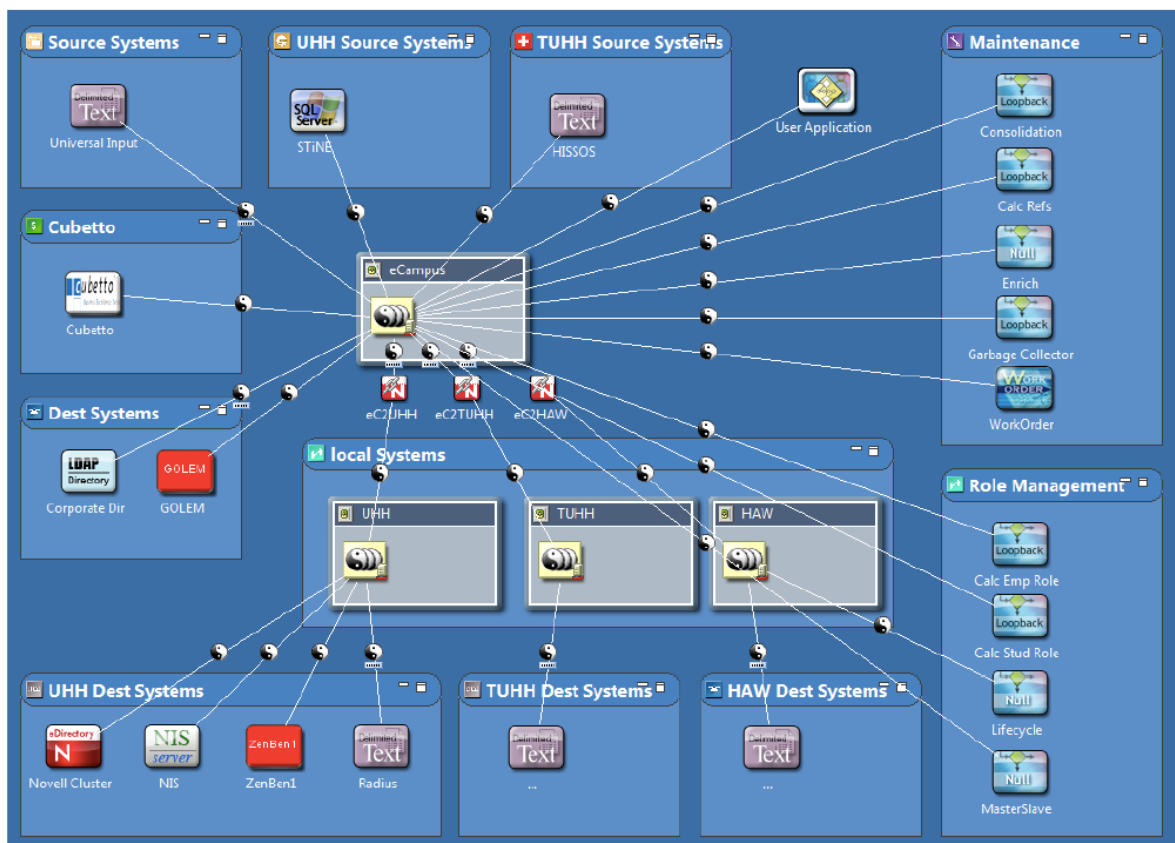 Source Systems
UHH Source Systems
TUHH Source Systems
Maintenance
Delimited
Text
Universal Input
SQL
Server
STiNE
Delimited
Text
HISSOS
User Application
Loopback
Consolidation
Loopback
Calc Refs
Null
Enrich
Loopback
Garbage Collector
WORK
ORDER
WorkOrder
Cubetto
cubetto
Cubetto
eCampus
eC2UHH
eC2TUHH
eC2HAW
Dest Systems
LDAP
Directory
Corporate Dir
GOLEM
GOLEM
local Systems
UHH
TUHH
HAW
Role Management
Loopback
Calc Emp Role
Loopback
Calc Stud Role
Null
Lifecycle
Null
MasterSlave
UHH Dest Systems
eDirectory
N
Novell Cluster
NIS
server
NIS
ZenBen1
ZenBen1
Delimited
Text
Radius
TUHH Dest Systems
Delimited
Text
...
HAW Dest Systems
Delimited
Text
...